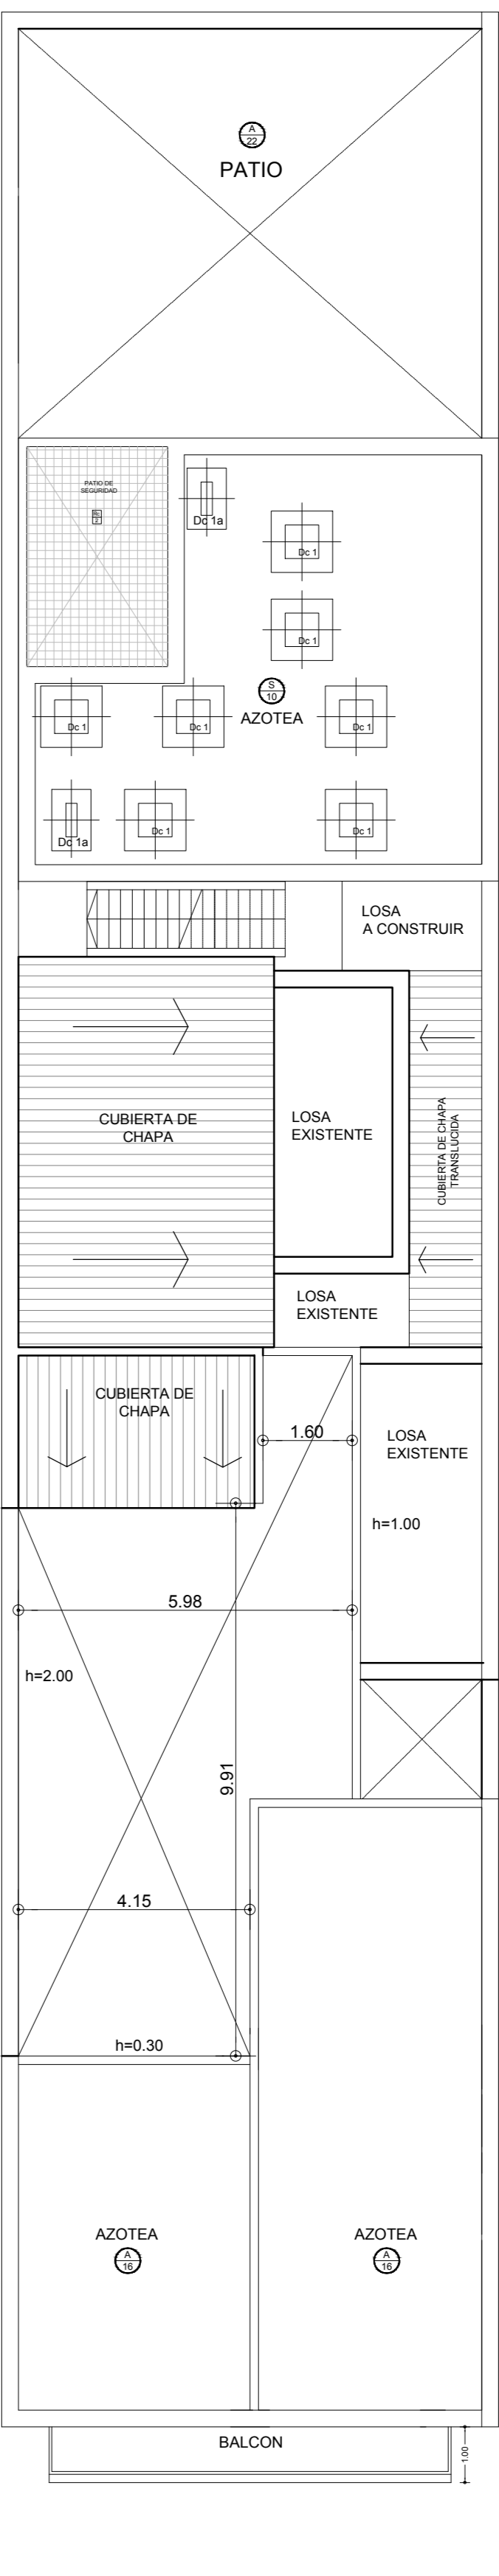 A
22
PATIO
PATIO DE
SEGURIDAD
2
Dc 1a
Dc 1
Dc 1
S
10
AZOTEA
Dc 1
Dc 1
Dc 1
Dc 1a
Dc 1
Dc 1
LOSA
A CONSTRUIR
CUBIERTA DE
CHAPA
LOSA
EXISTENTE
CUBIERTA DE CHAPA
TRANSLUCIDA
LOSA
EXISTENTE
CUBIERTA DE
CHAPA
1.60
LOSA
EXISTENTE
h=1.00
5.98
h=2.00
9.91
4.15
h=0.30
AZOTEA
A
16
AZOTEA
A
16
BALCON
1.00